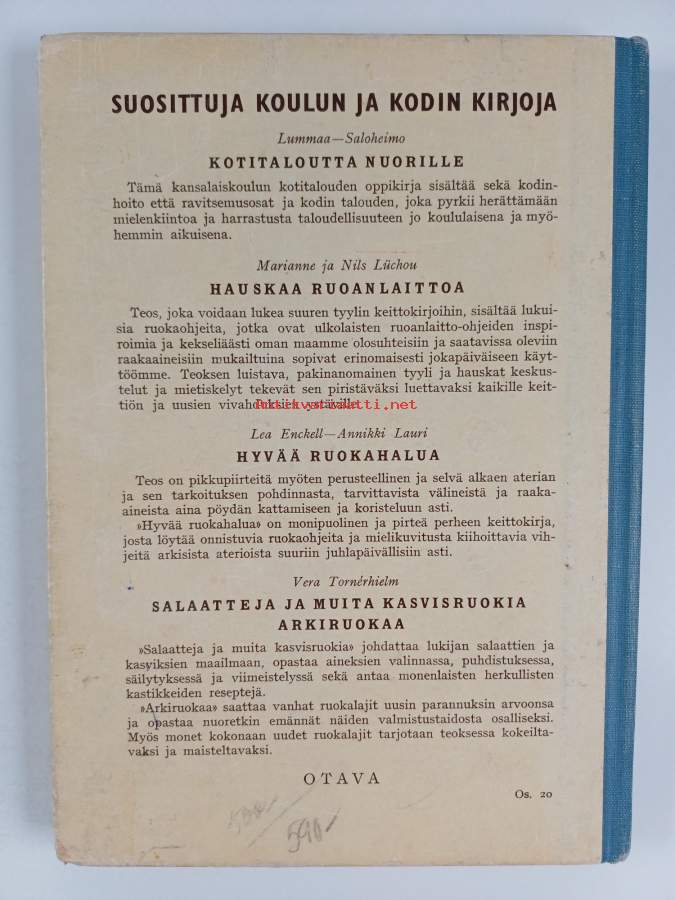 SUOSITTUJA KOULUN JA KODIN KIRJOJA
Lummaa—Saloheimo
KOTITALOUTTA NUORILLE
Tämä kansalaiskoulun kotitalouden oppikirja sisältää sekä kodin-
hoito että ravitsemusosat ja kodin talouden, joka pyrkii herättämään
mielenkiintoa ja harrastusta taloudellisuuteen jo koululaisena ja myö-
hemmin aikuisena.
Marianne ja Nils Lüchou
HAUSKAA RUOANLAITTOA
Teos, joka voidaan lukea suuren tyylin keittokirjoihin, sisältää lukui-
sia ruokaohjeita, jotka ovat ulkolaisten ruoanlaitto-ohjeiden inspi-
roimia ja kekseliäästi oman maamme olosuhteisiin ja saatavissa oleviin
raakaaineisiin mukailtuina sopivat erinomaisesti jokapäiväiseen käyt-
töömme. Teoksen luistava, pakinanomainen tyyli ja hauskat keskus-
telut ja mietiskelyt tekevät sen piristäväksi luettavaksi kaikille keit-
tiön ja uusien vivahduksien ystäville.
Antikvariaatti.net
Lea Enckell—Annikki Lauri
HYVÄÄ RUOKAHALUA
Teos on pikkupiirteitä myöten perusteellinen ja selvä alkaen aterian
ja sen tarkoituksen pohdinnasta, tarvittavista välineistä ja raaka-
aineista aina pöydän kattamiseen ja koristeluun asti.
»Hyvää ruokahalua» on monipuolinen ja pirteä perheen keittokirja,
josta löytää onnistuvia ruokaohjeita ja mielikuvitusta kiihoittavia vih-
jeitä arkisista aterioista suuriin juhlapäivällisiin asti.
Vera Tornérhielm
SALAATTEJA JA MUITA KASVISRUOKIA
ARKIRUOKAA
»Salaatteja ja muita kasvisruokia» johdattaa lukijan salaattien ja
kasviksien maailmaan, opastaa aineksien valinnassa, puhdistuksessa,
säilytyksessä ja viimeistelyssä sekä antaa monenlaisten herkullisten
kastikkeiden reseptejä.
»Arkiruokaa» saattaa vanhat ruokalajit uusin parannuksin arvoonsa
ja opastaa nuoretkin emännät näiden valmistustaidosta osalliseksi.
Myös monet kokonaan uudet ruokalajit tarjotaan teoksessa kokeilta-
vaksi ja maisteltavaksi.
OTAVA
Os. 20
590/